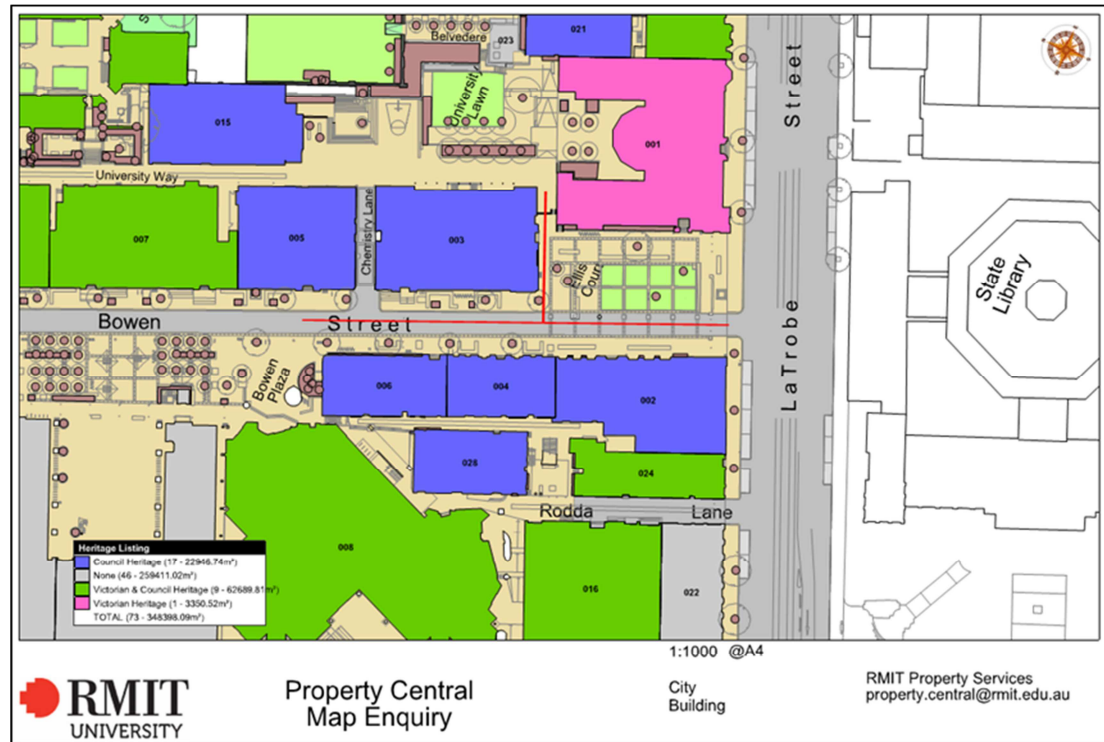 Belvedere
023
021
University
Lawn
Street
015
001
University Way
Chemistry Lane
007
005
003
Ellis
Court
State
Library
Bowen Street
LaTrobe
Bowen
Plaza
006
004
002
028
024
Rodda Lane
008
016
022
Heritage Listing
Council Heritage (17 - 22946.74m²)
None (46 - 259411.02m²)
Victorian & Council Heritage (9 - 62689.81m²)
Victorian Heritage (1 - 3350.52m²)
TOTAL (73 - 348398.09m²)
1:1000 @A4
RMIT
UNIVERSITY
Property Central
Map Enquiry
City
Building
RMIT Property Services
property.central@rmit.edu.au